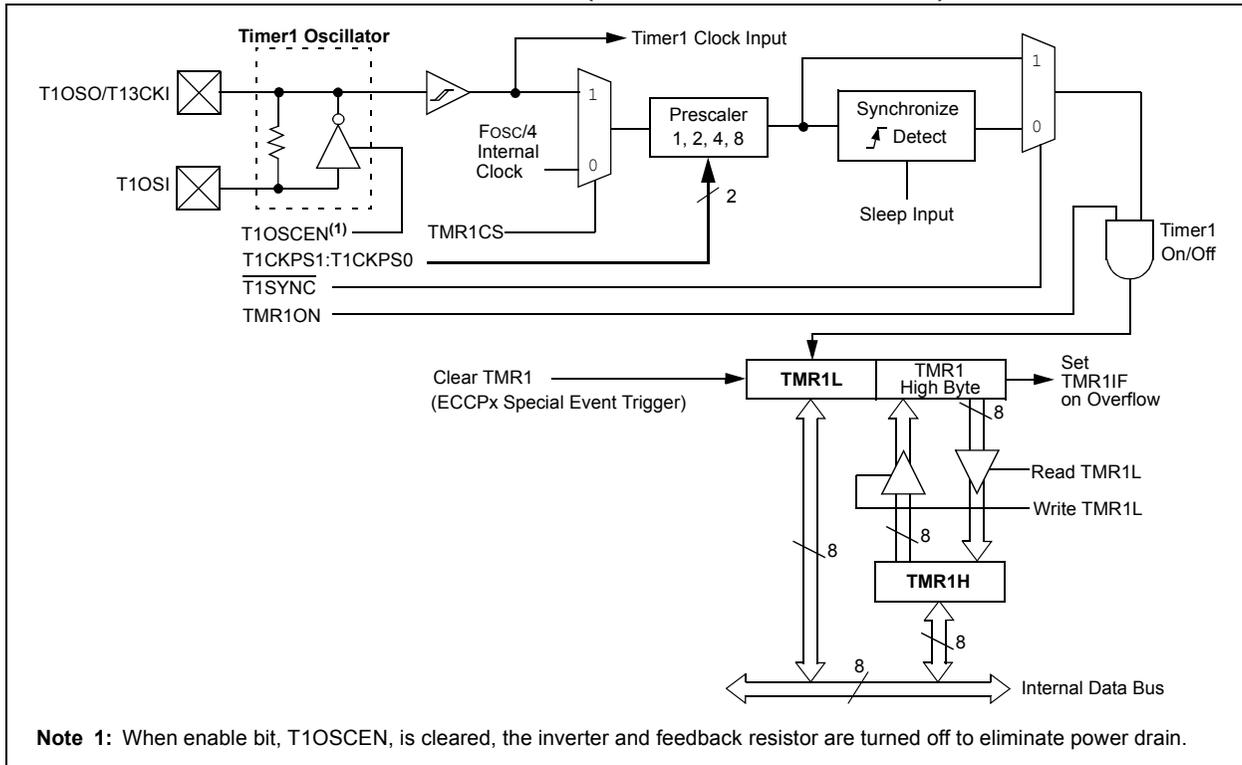 Timer1 Oscillator
Timer1 Clock Input
T1OSO/T13CKI
1
FOSC/4
Internal
Clock
0
Prescaler
1, 2, 4, 8
Synchronize
Detect
1
0
T1OSI
2
Sleep Input
T1OSCEN(1)
TMR1CS
T1CKPS1:T1CKPS0
T1SYNC
TMR1ON
Timer1
On/Off
Clear TMR1
(ECCPx Special Event Trigger)
TMR1L
TMR1
High Byte
Set
TMR1IF
on Overflow
8
Read TMR1L
Write TMR1L
8
8
TMR1H
8
8
Internal Data Bus
Note 1: When enable bit, T1OSCEN, is cleared, the inverter and feedback resistor are turned off to eliminate power drain.